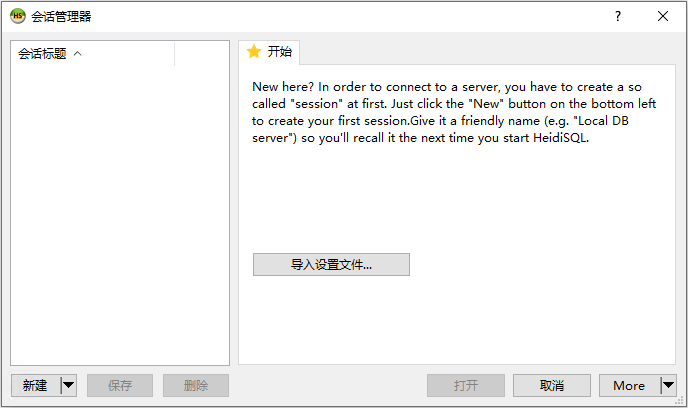 HS 会话管理器 ?
会话标题
开始
New here? In order to connect to a server, you have to create a so
called "session" at first. Just click the "New" button on the bottom left
to create your first session.Give it a friendly name (e.g. "Local DB
server") so you'll recall it the next time you start HeidiSQL.
导入设置文件...
新建 保存 删除 打开 取消 More